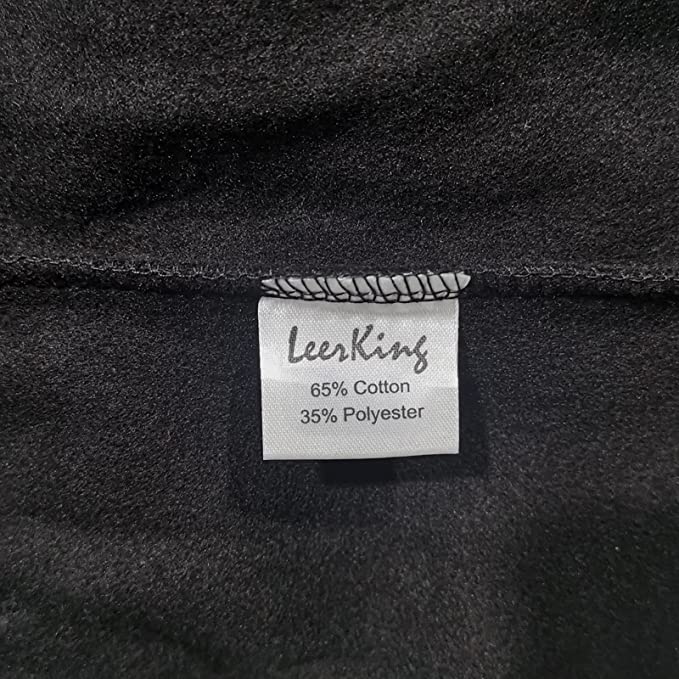 LeerKing
65% Cotton
35% Polyester